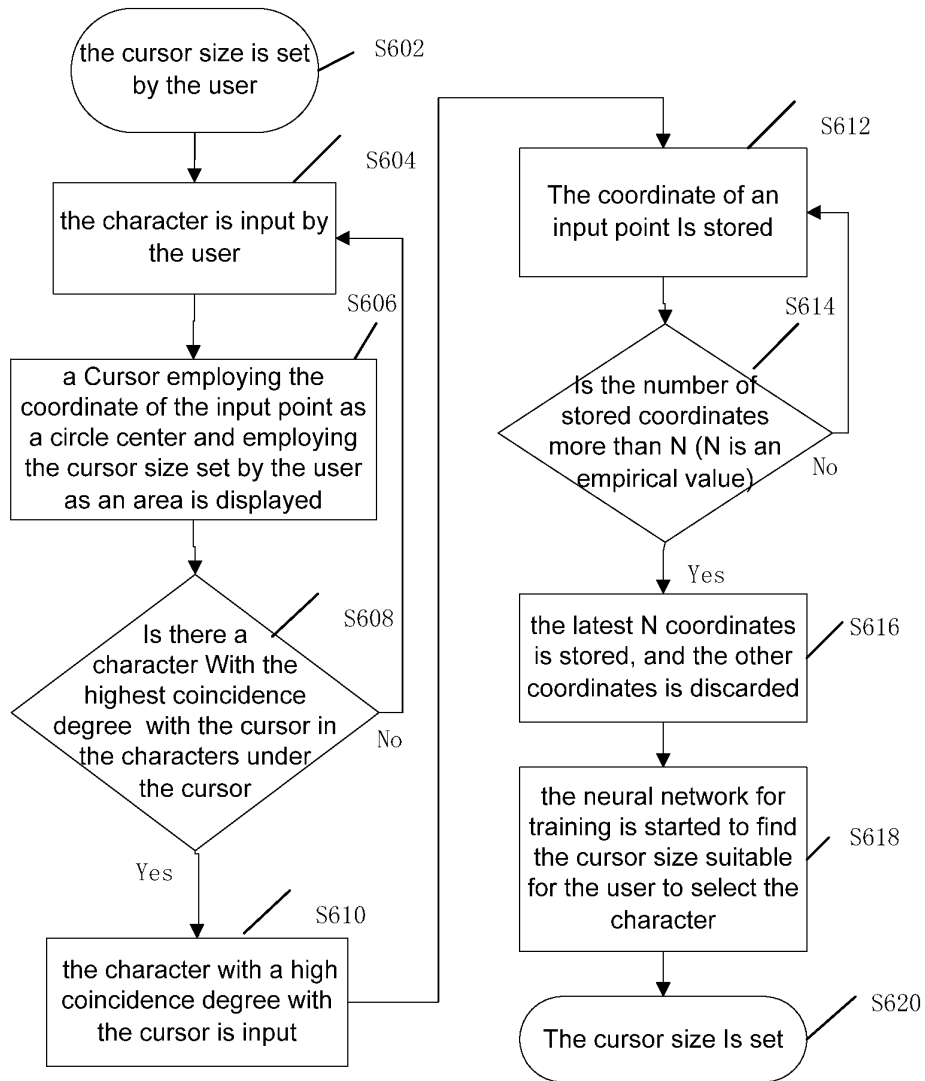 the cursor size is set
by the user
S602
S604
the character is input by
the user
S606
a Cursor employing the
coordinate of the input point as
a circle center and employing
the cursor size set by the user
as an area is displayed
S608
Is there a
character With the
highest coincidence
degree with the cursor in
the characters under
the cursor
No
Yes
S610
the character with a high
coincidence degree with
the cursor is input
S612
The coordinate of an
input point Is stored
S614
Is the number of
stored coordinates
more than N (N is an
empirical value)
No
Yes
the latest N coordinates
is stored, and the other
coordinates is discarded
S616
the neural network for
training is started to find
the cursor size suitable
for the user to select the
character
S618
The cursor size Is set
S620